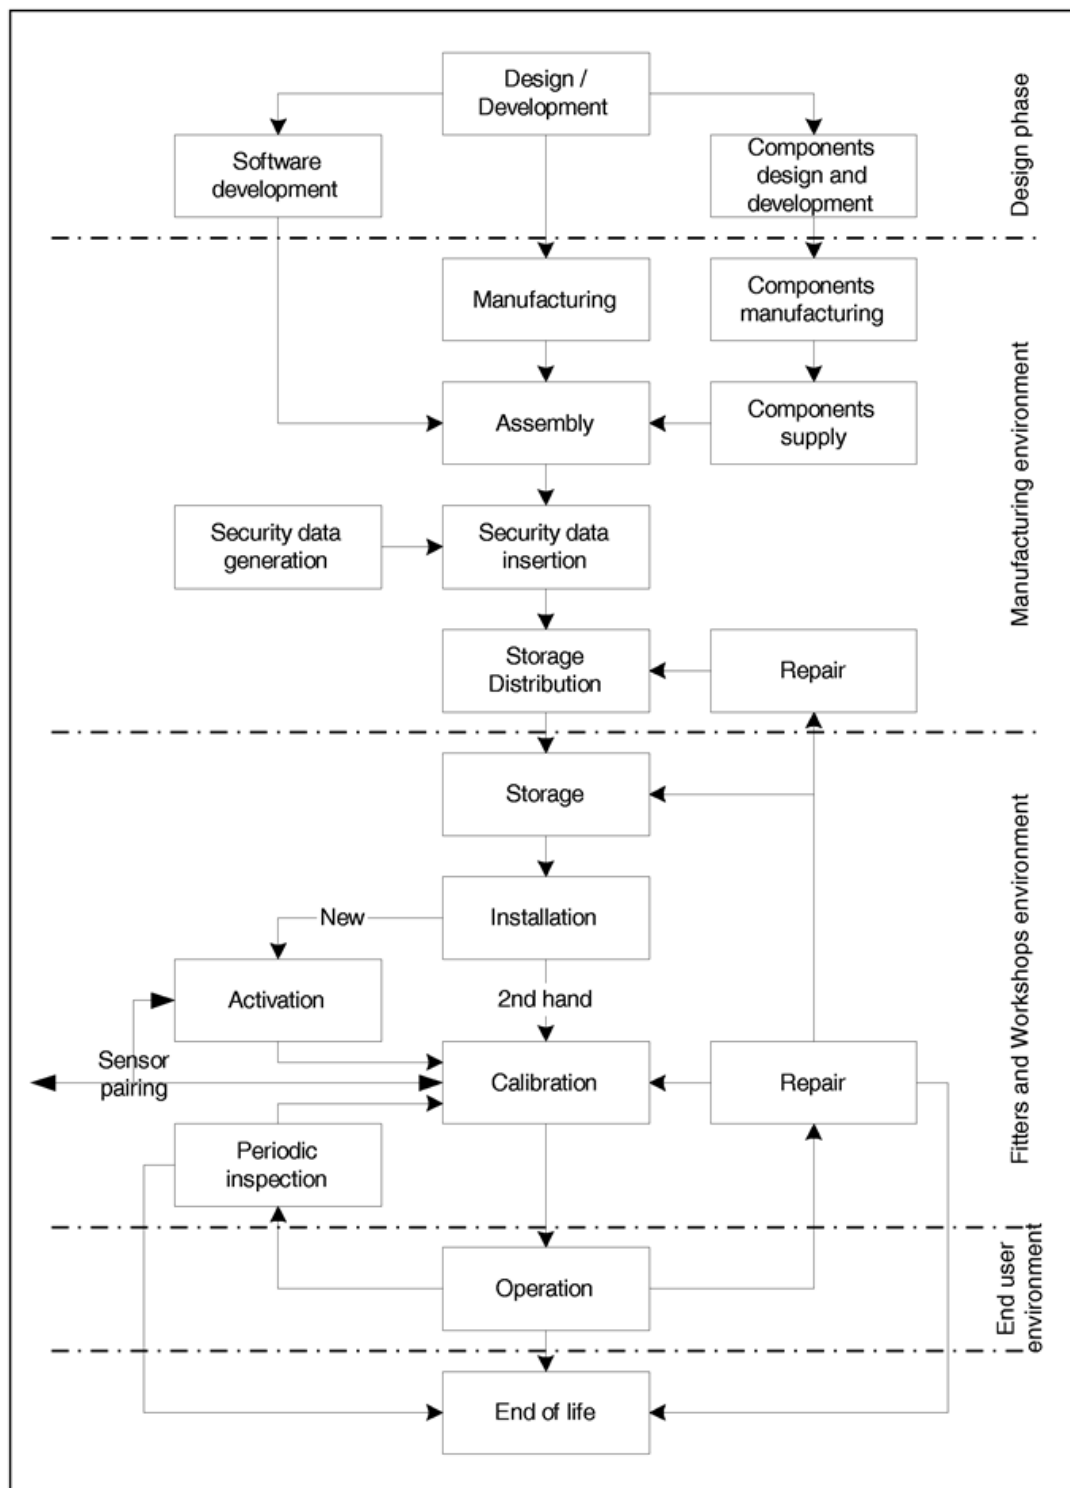 Design /
Development
Software
development
Components
design and
development
Design phase
Manufacturing
Components
manufacturing
Assembly
Components
supply
Security data
generation
Security data
insertion
Storage
Distribution
Repair
Manufacturing environment
Storage
New
Installation
Activation
2nd hand
Sensor
pairing
Calibration
Repair
Periodic
inspection
Fitters and Workshops environment
Operation
End user
environment
End of life